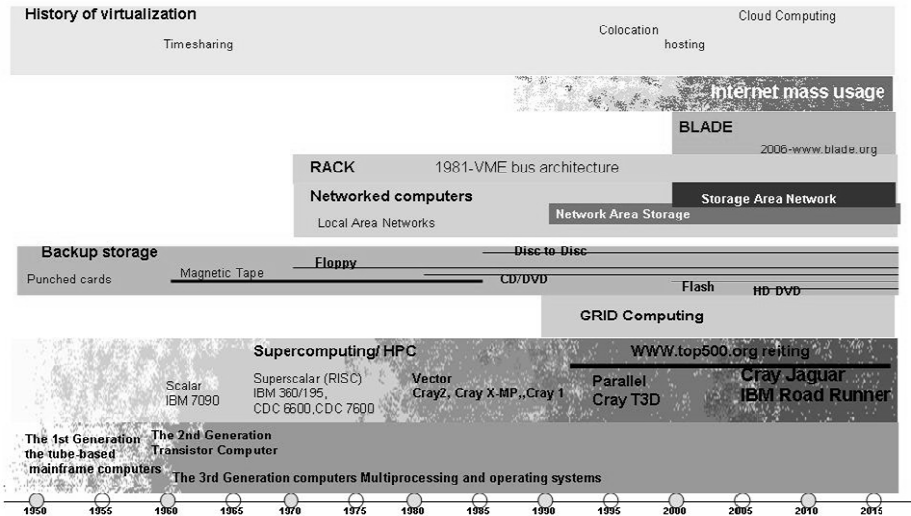 History of virtualization
Cloud Computing
Colocation
Timesharing
hosting
Internet mass usage
BLADE
2006-www.blade.org
RACK 1981-VME bus architecture
Networked computers
Storage Area Network
Network Area Storage
Local Area Networks
Backup storage
Disc to Disc
Floppy
Magnetic Tape
Punched cards
CD/DVD
Flash
HD DVD
GRID Computing
Supercomputing/ HPC
WWW.top500.org reiting
Scalar
IBM 7090
Superscalar (RISC)
IBM 360/195,
CDC 6600,CDC 7600
Vector
Cray2, Cray X-MP,,Cray 1
Parallel
Cray T3D
Cray Jaguar
IBM Road Runner
The 1st Generation
the tube-based
mainframe computers
The 2nd Generation
Transistor Computer
The 3rd Generation computers Multiprocessing and operating systems
1950 1955 1960 1965 1970 1975 1980 1985 1990 1995 2000 2005 2010 2015